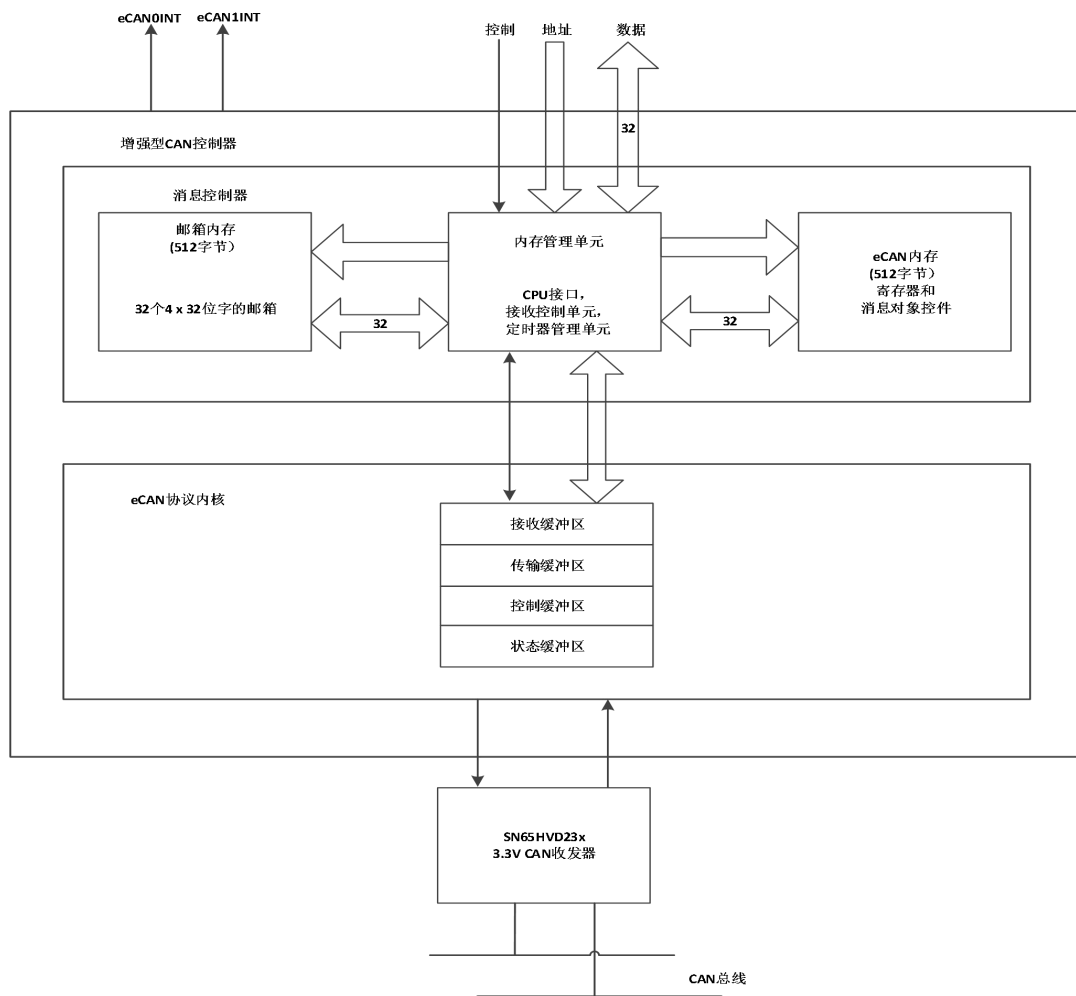 eCAN0INT
eCAN1INT
控制
地址
数据
32
增强型CAN控制器
消息控制器
邮箱内存
(512字节)
32个4 x 32位字的邮箱
32
内存管理单元
CPU接口,
接收控制单元,
定时器管理单元
32
eCAN内存
(512字节)
寄存器和
消息对象控件
eCAN协议内核
接收缓冲区
传输缓冲区
控制缓冲区
状态缓冲区
SN65HVD23x
3.3V CAN收发器
CAN总线